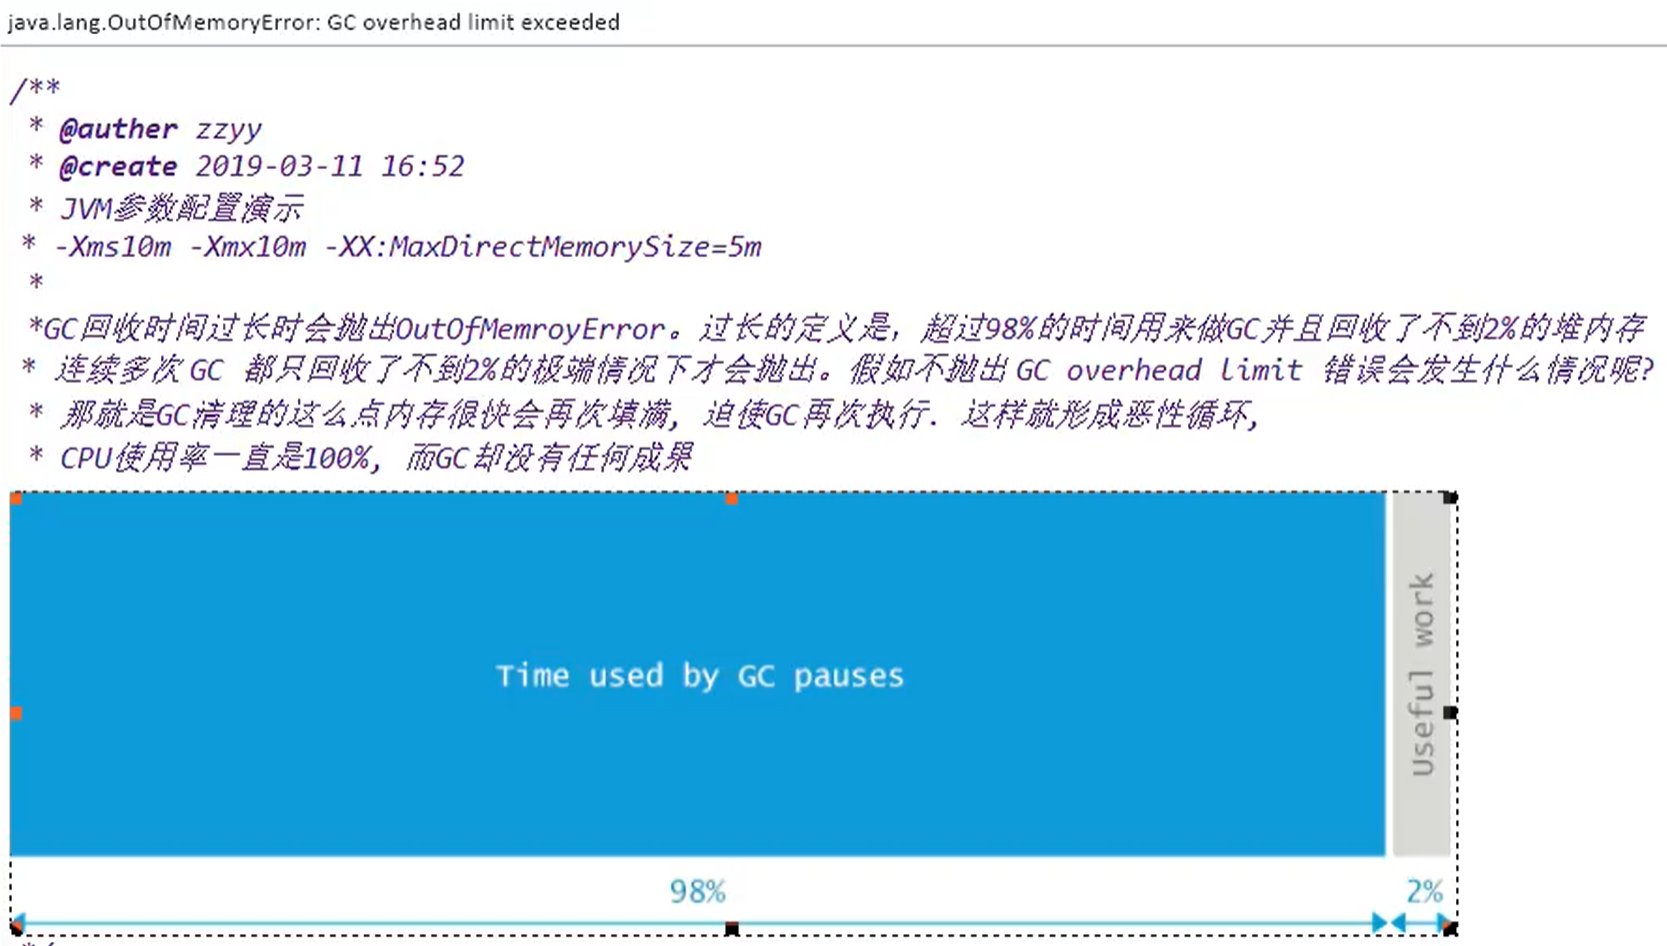 java.lang.OutOfMemoryError: GC overhead limit exceeded
/**
* @auther zzyy
* @create 2019-03-11 16:52
* JVM参数配置演示
* -Xms10m -Xmx10m -XX:MaxDirectMemorySize=5m
*
*GC回收时间过长时会抛出OutOfMemroyError。过长的定义是，超过98%的时间用来做GC并且回收了不到2%的堆内存
* 连续多次 GC 都只回收了不到2%的极端情况下才会抛出。假如不抛出 GC overhead limit 错误会发生什么情况呢?
* 那就是GC清理的这么点内存很快会再次填满, 迫使GC再次执行. 这样就形成恶性循环,
* CPU使用率一直是100%, 而GC却没有任何成果
Time used by GC pauses
Useful work
98%
2%